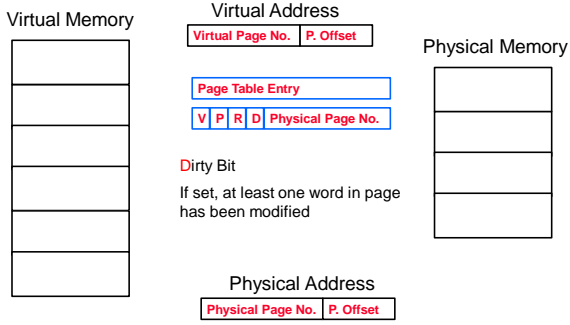 Virtual Memory
Virtual Address
Virtual Page No. P. Offset
Physical Memory
Page Table Entry
V P R D Physical Page No.
Dirty Bit
If set, at least one word in page
has been modified
Physical Address
Physical Page No. P. Offset